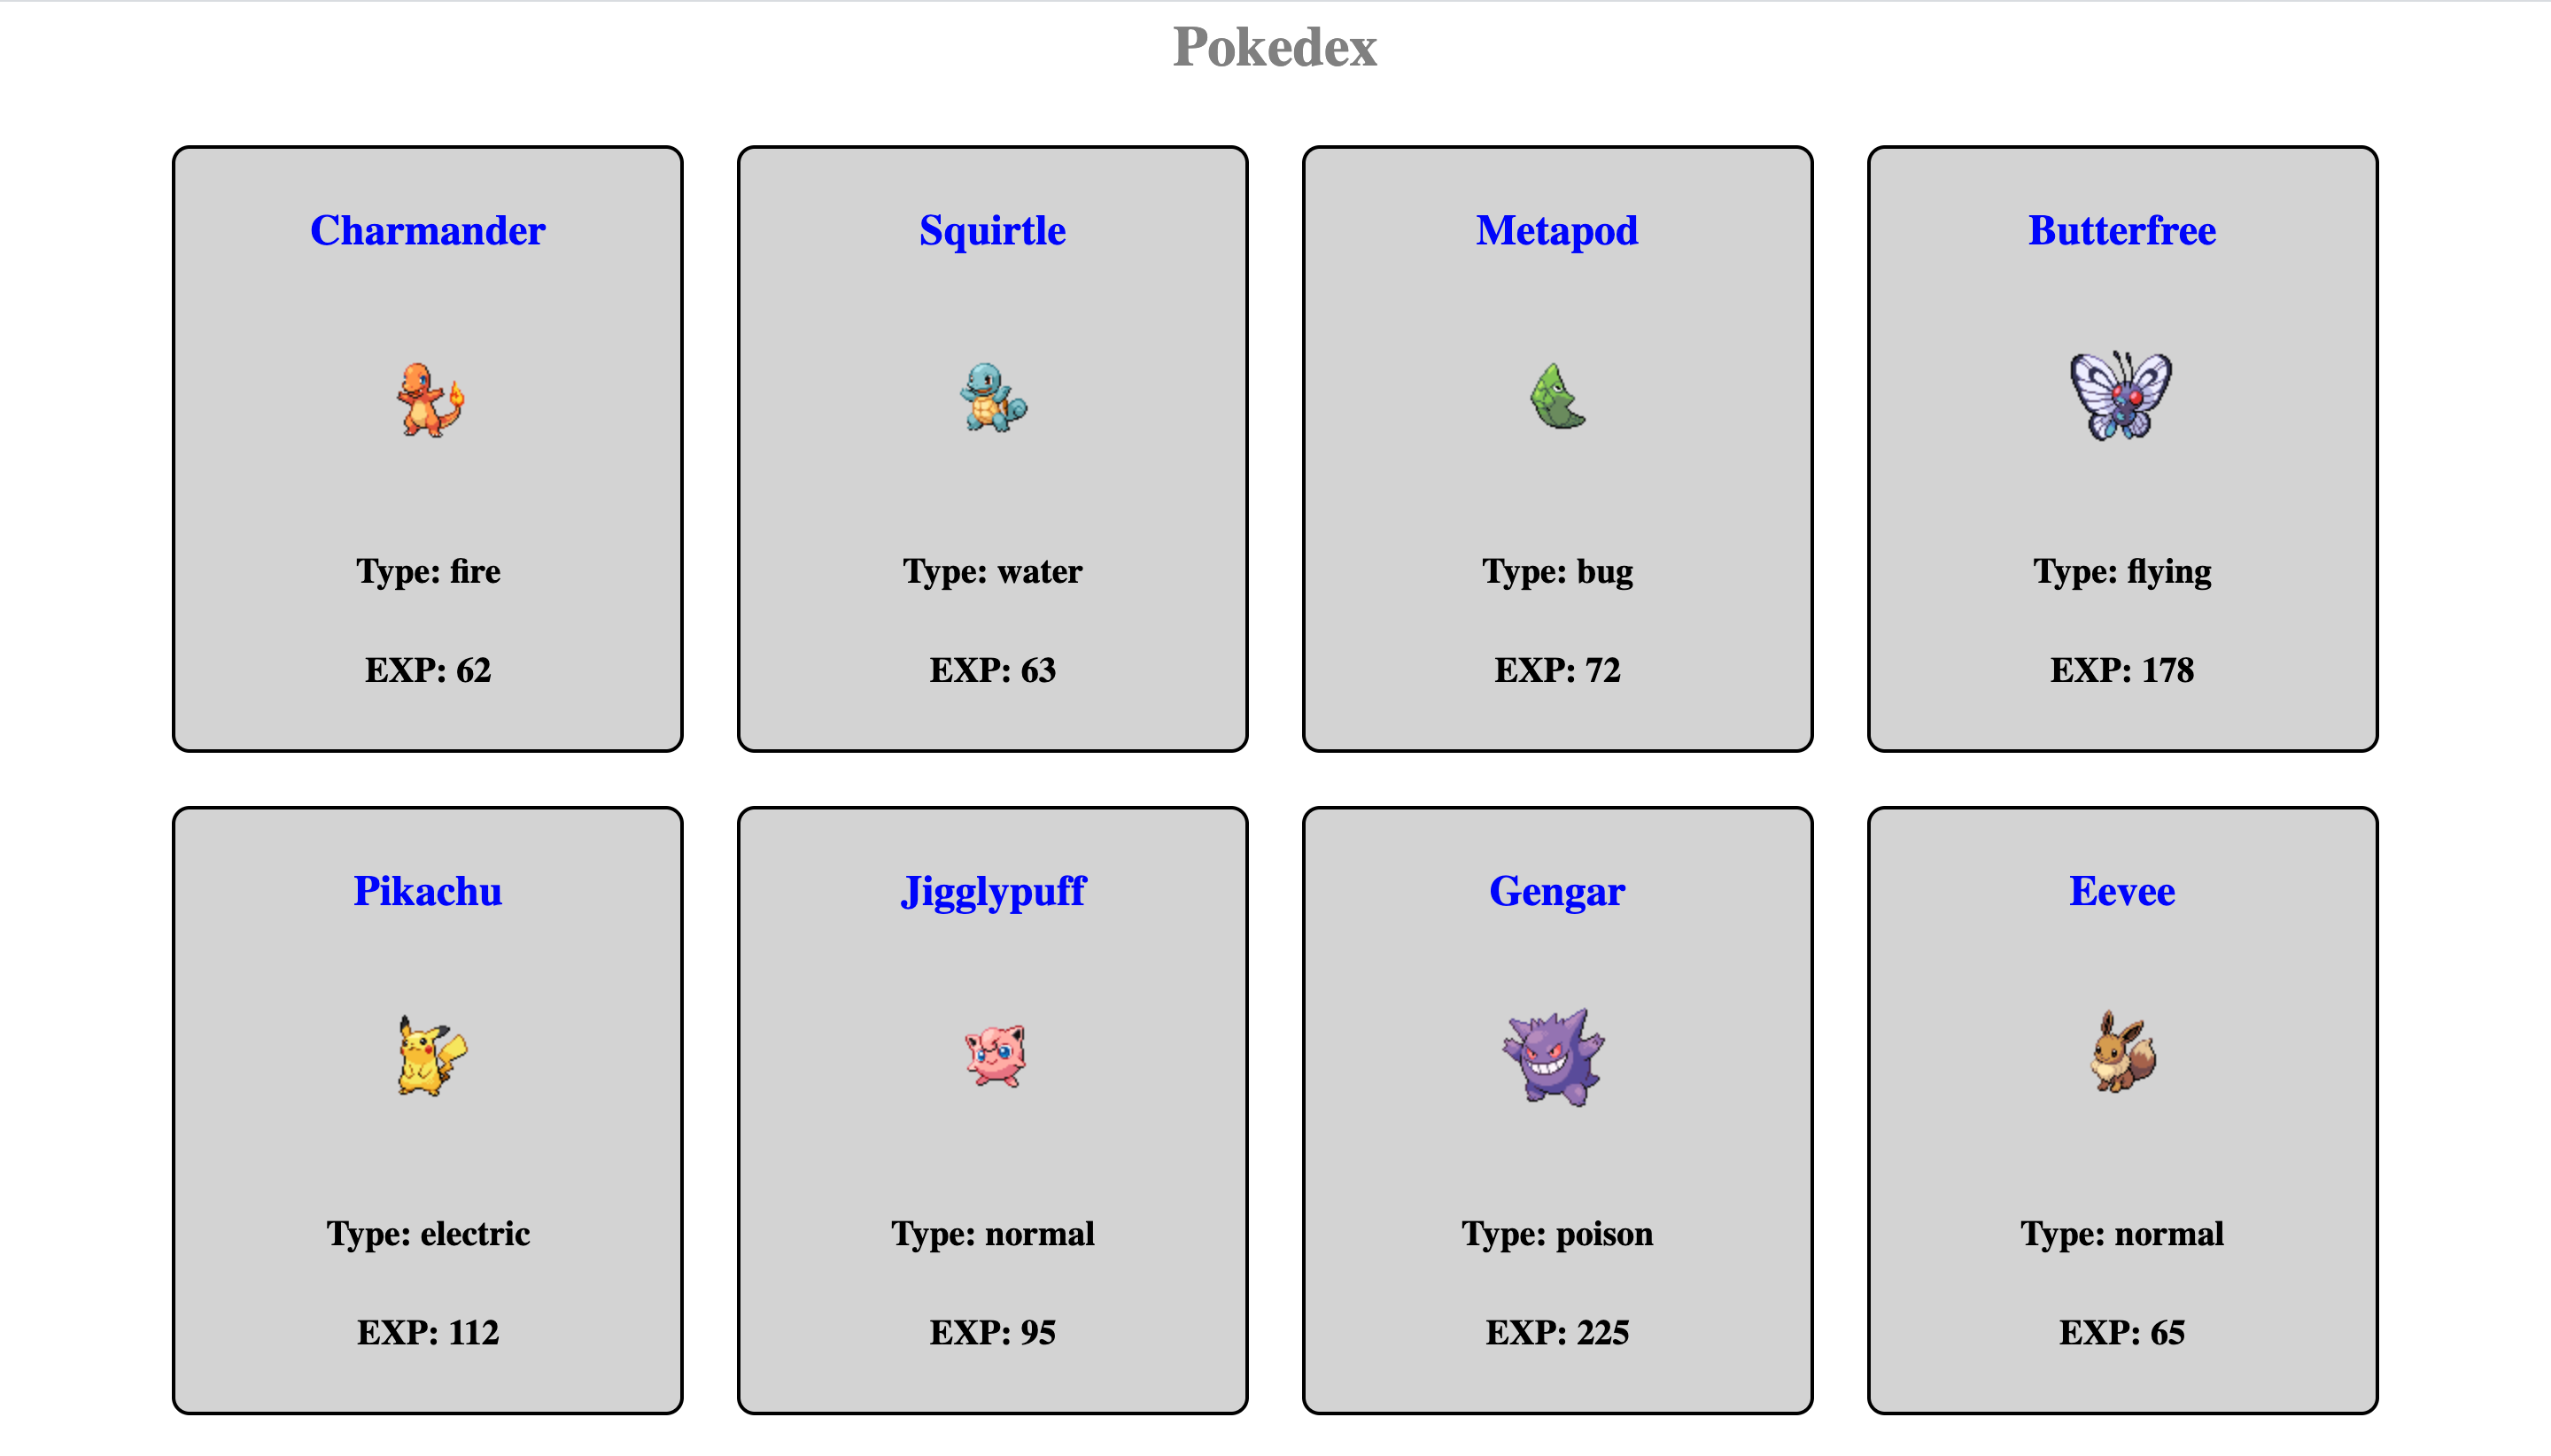 Pokedex
Charmander
Type: fire
EXP: 62
Squirtle
Type: water
EXP: 63
Metapod
Type: bug
EXP: 72
Butterfree
Type: flying
EXP: 178
Pikachu
Type: electric
EXP: 112
Jigglypuff
Type: normal
EXP: 95
Gengar
Type: poison
EXP: 225
Eevee
Type: normal
EXP: 65